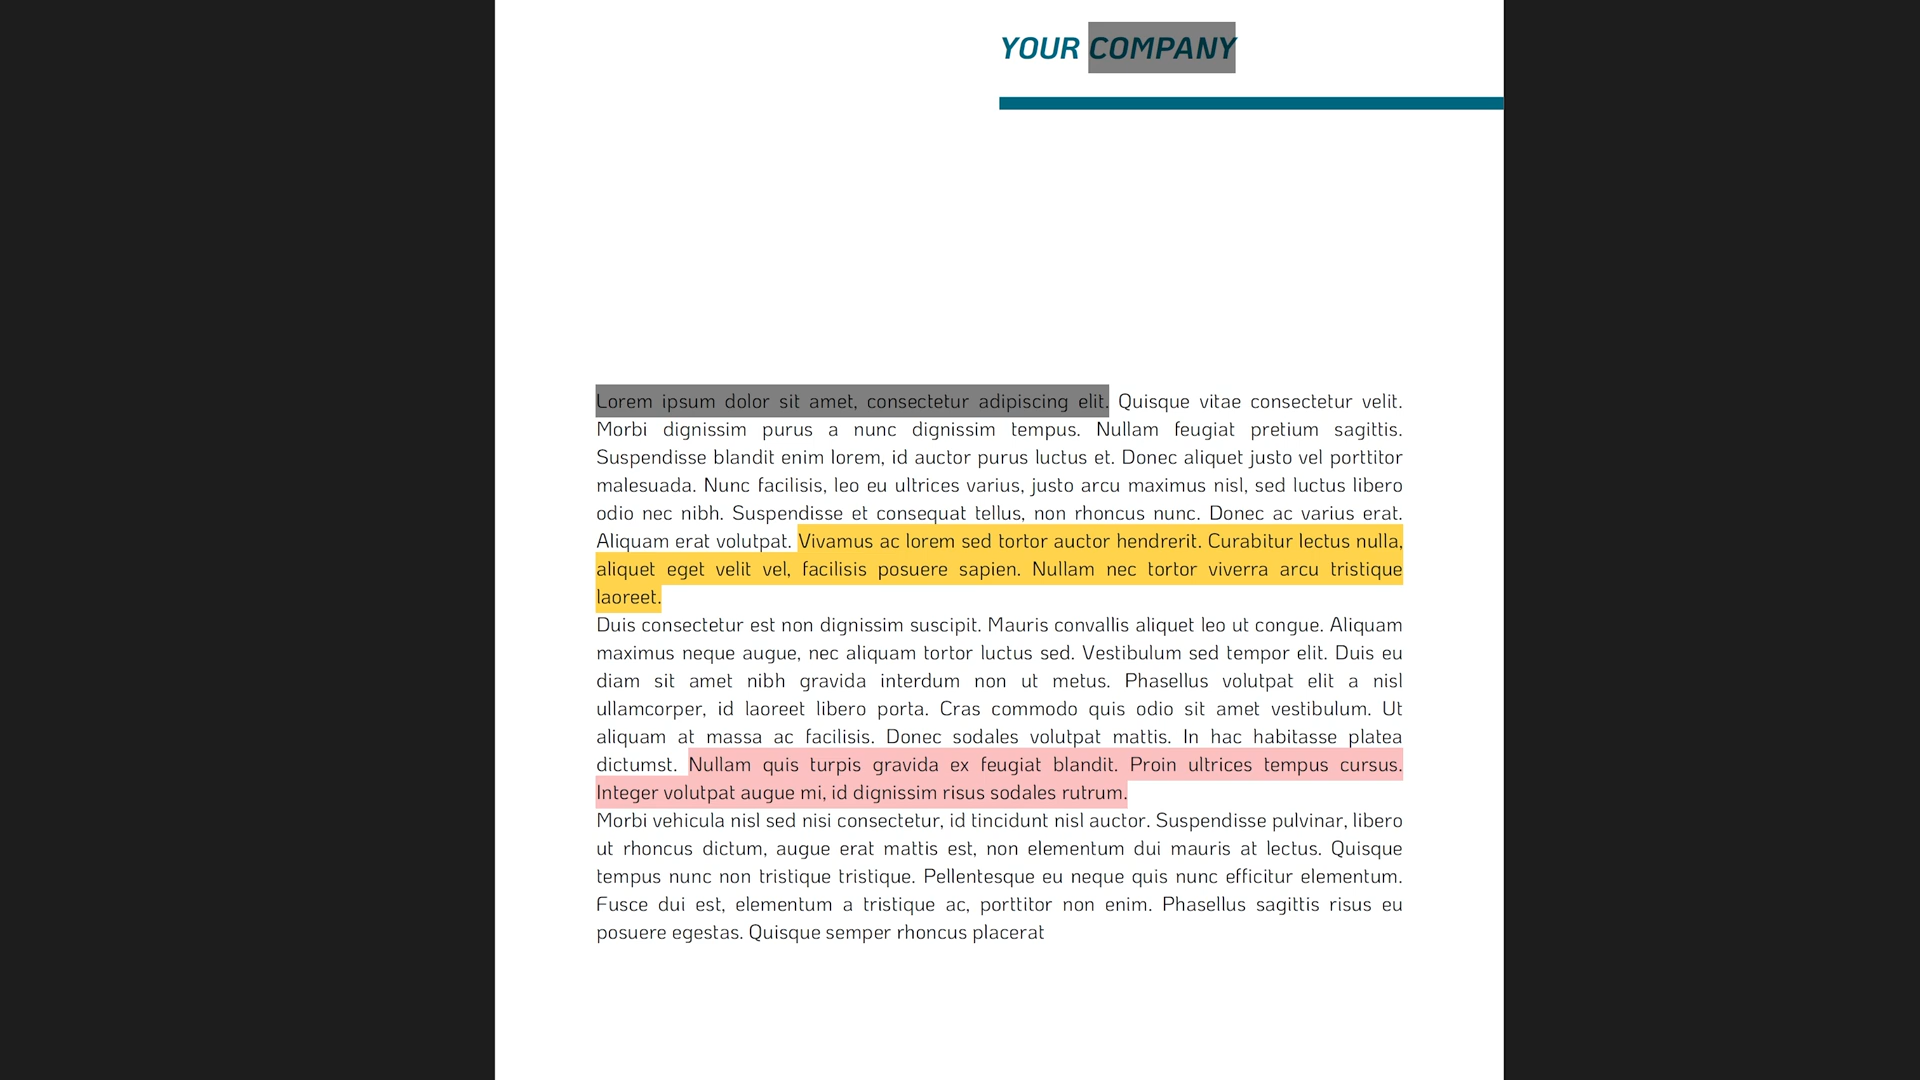 YOUR COMPANY
Lorem ipsum dolor sit amet, consectetur adipiscing elit. Quisque vitae consectetur velit.
Morbi dignissim purus a nunc dignissim tempus. Nullam feugiat pretium sagittis.
Suspendisse blandit enim lorem, id auctor purus luctus et. Donec aliquet justo vel porttitor
malesuada. Nunc facilisis, leo eu ultrices varius, justo arcu maximus nisl, sed luctus libero
odio nec nibh. Suspendisse et consequat tellus, non rhoncus nunc. Donec ac varius erat.
Aliquam erat volutpat. Vivamus ac lorem sed tortor auctor hendrerit. Curabitur lectus nulla,
aliquet eget velit vel, facilisis posuere sapien. Nullam nec tortor viverra arcu tristique
laoreet.
Duis consectetur est non dignissim suscipit. Mauris convallis aliquet leo ut congue. Aliquam
maximus neque augue, nec aliquam tortor luctus sed. Vestibulum sed tempor elit. Duis eu
diam sit amet nibh gravida interdum non ut metus. Phasellus volutpat elit a nisl
ullamcorper, id laoreet libero porta. Cras commodo quis odio sit amet vestibulum. Ut
aliquam at massa ac facilisis. Donec sodales volutpat mattis. In hac habitasse platea
dictumst. Nullam quis turpis gravida ex feugiat blandit. Proin ultrices tempus cursus.
Integer volutpat augue mi, id dignissim risus sodales rutrum.
Morbi vehicula nisl sed nisi consectetur, id tincidunt nisl auctor. Suspendisse pulvinar, libero
ut rhoncus dictum, augue erat mattis est, non elementum dui mauris at lectus. Quisque
tempus nunc non tristique tristique. Pellentesque eu neque quis nunc efficitur elementum.
Fusce dui est, elementum a tristique ac, porttitor non enim. Phasellus sagittis risus eu
posuere egestas. Quisque semper rhoncus placerat